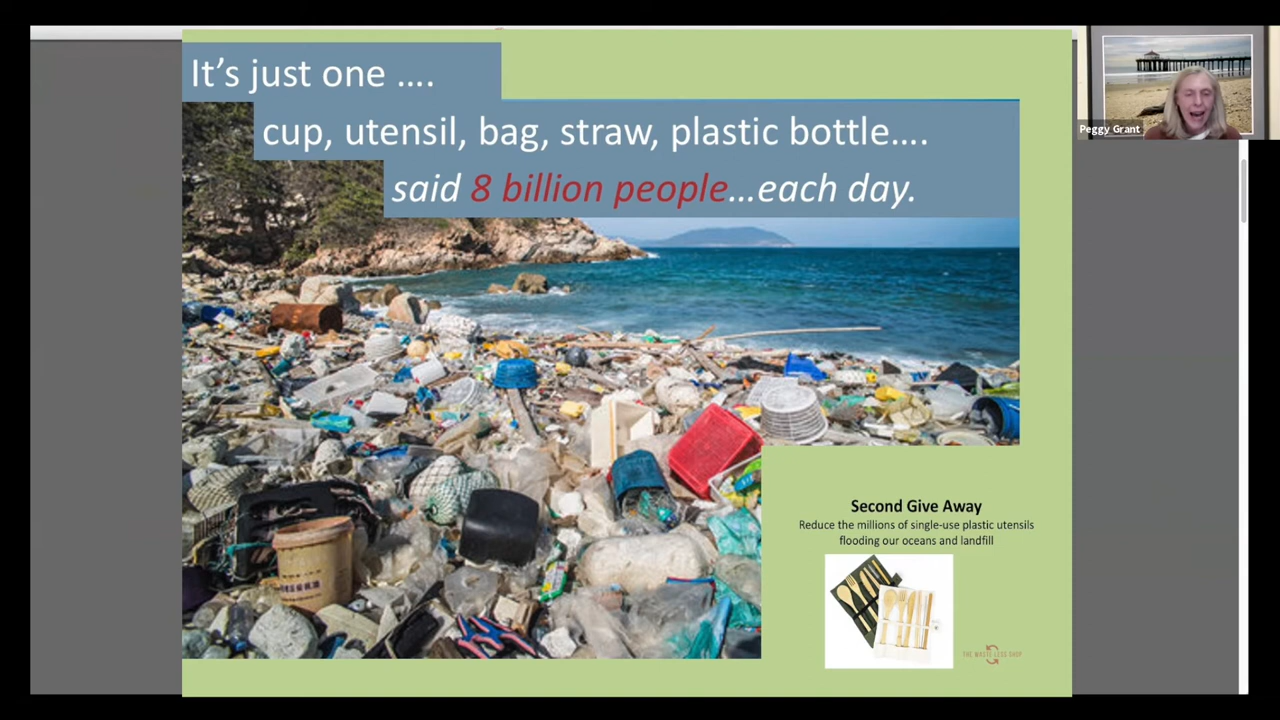 It's just one ....
cup, utensil, bag, straw, plastic bottle....
said 8 billion people...each day.
Peggy Grant
Second Give Away
Reduce the millions of single-use plastic utensils
flooding our oceans and landfill
THE WASTE LESS SHOP